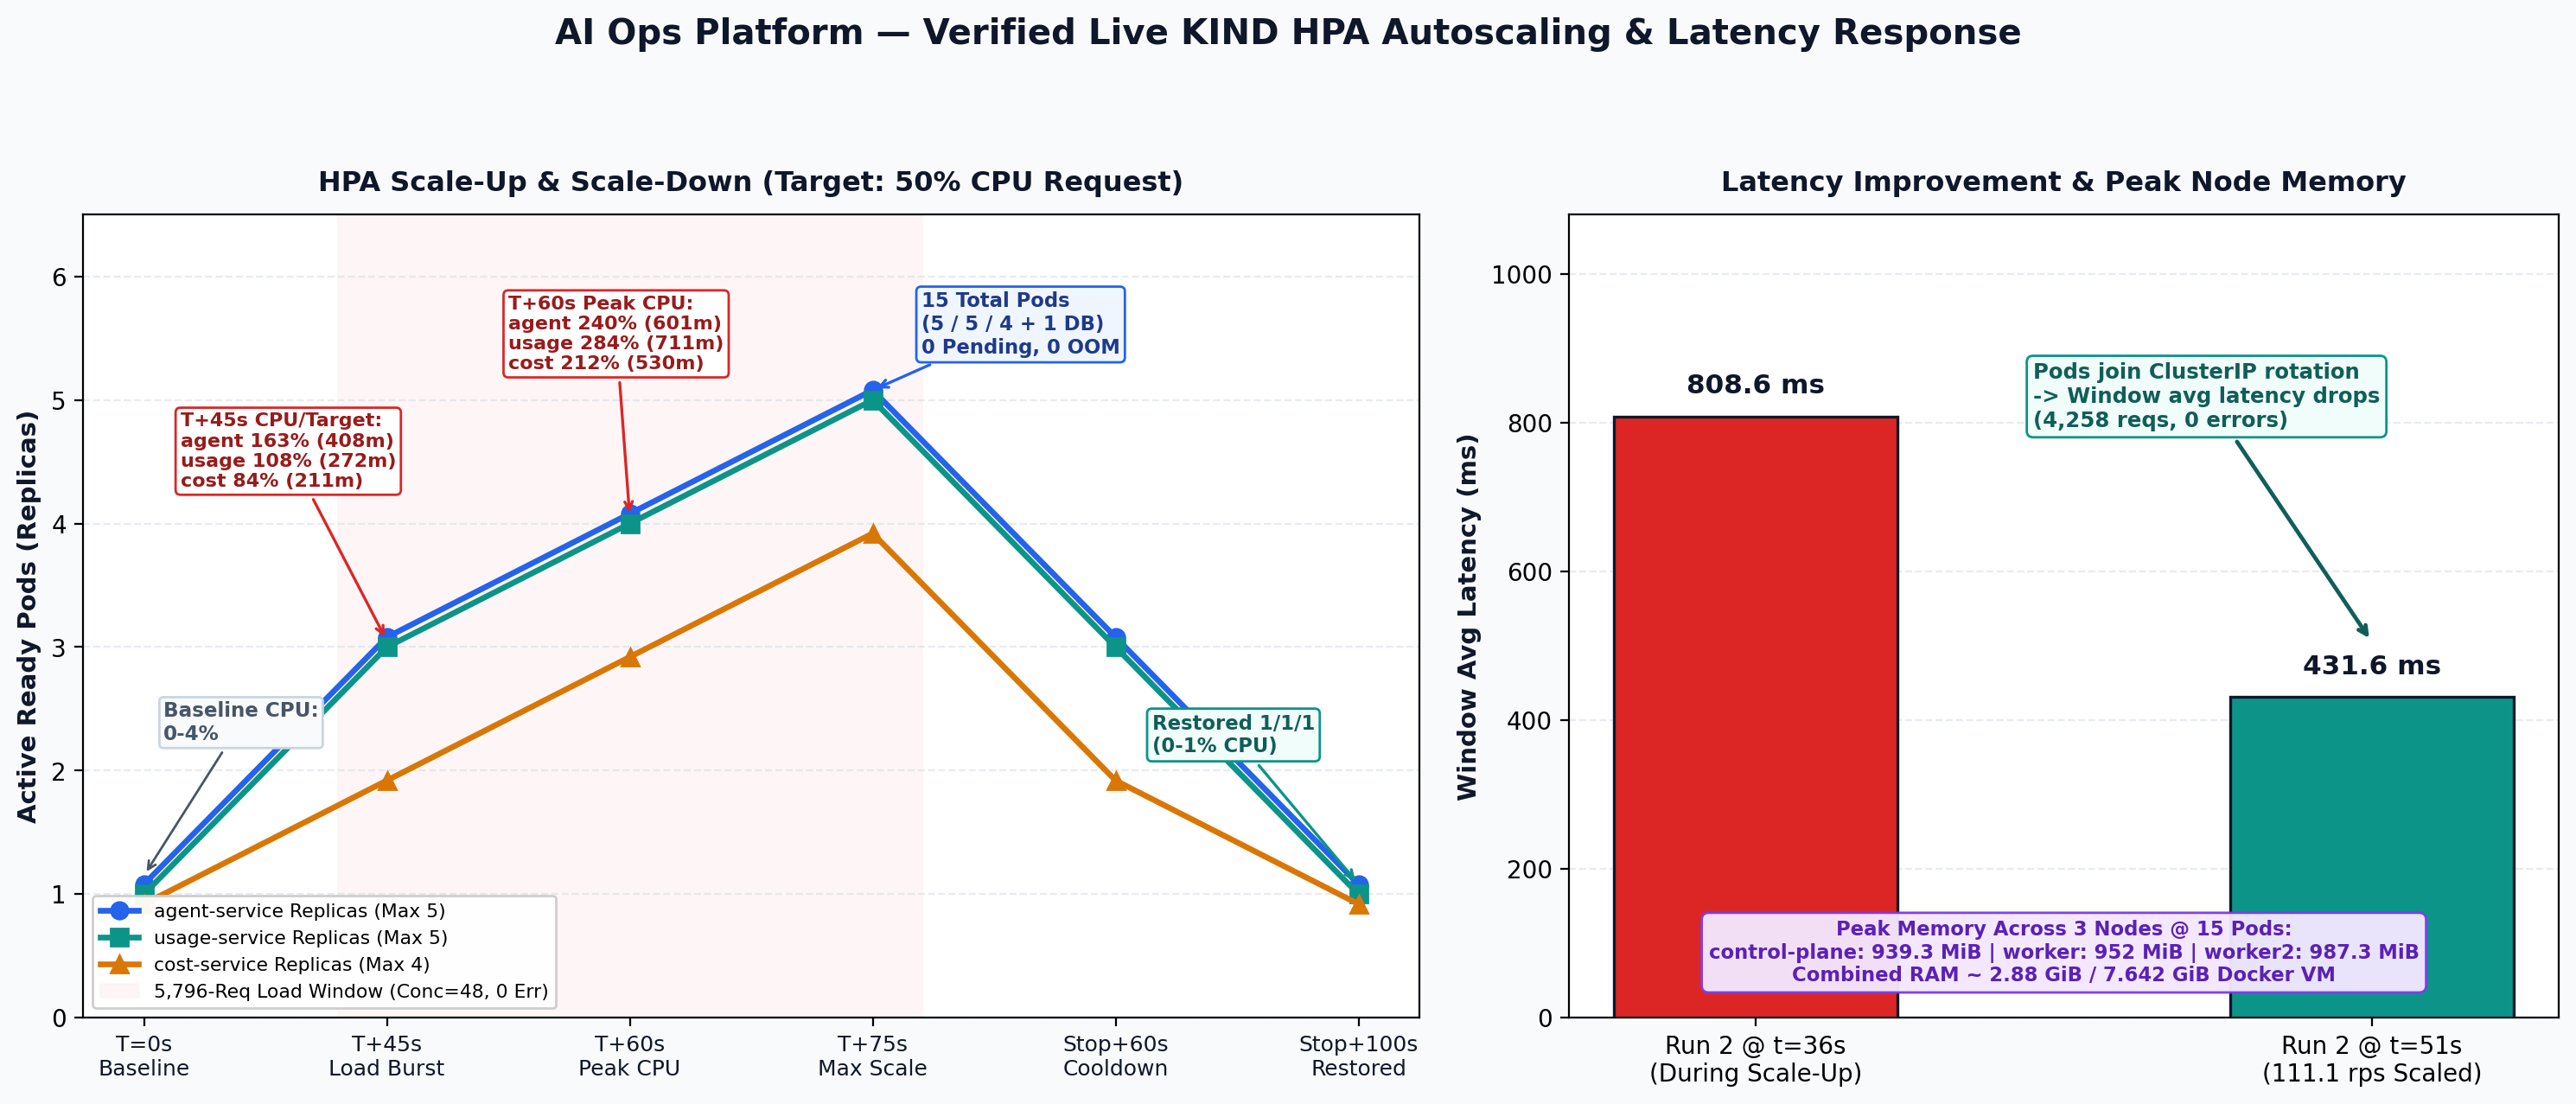 AI Ops Platform — Verified Live KIND HPA Autoscaling & Latency Response
HPA Scale-Up & Scale-Down (Target: 50% CPU Request)
Active Ready Pods (Replicas)
6
5
4
3
2
1
0
T+45s CPU/Target:
agent 163% (408m)
usage 108% (272m)
cost 84% (211m)
T+60s Peak CPU:
agent 240% (601m)
usage 284% (711m)
cost 212% (530m)
15 Total Pods
(5 / 5 / 4 + 1 DB)
0 Pending, 0 OOM
Baseline CPU:
0-4%
Restored 1/1/1
(0-1% CPU)
agent-service Replicas (Max 5)
usage-service Replicas (Max 5)
cost-service Replicas (Max 4)
5,796-Req Load Window (Conc=48, 0 Err)
T=0s
Baseline
T+45s
Load Burst
T+60s
Peak CPU
T+75s
Max Scale
Stop+60s
Cooldown
Stop+100s
Restored
Latency Improvement & Peak Node Memory
Window Avg Latency (ms)
1000
800
600
400
200
0
808.6 ms
Pods join ClusterIP rotation
-> Window avg latency drops
(4,258 reqs, 0 errors)
431.6 ms
Peak Memory Across 3 Nodes @ 15 Pods:
control-plane: 939.3 MiB | worker: 952 MiB | worker2: 987.3 MiB
Combined RAM ~ 2.88 GiB / 7.642 GiB Docker VM
Run 2 @ t=36s
(During Scale-Up)
Run 2 @ t=51s
(111.1 rps Scaled)